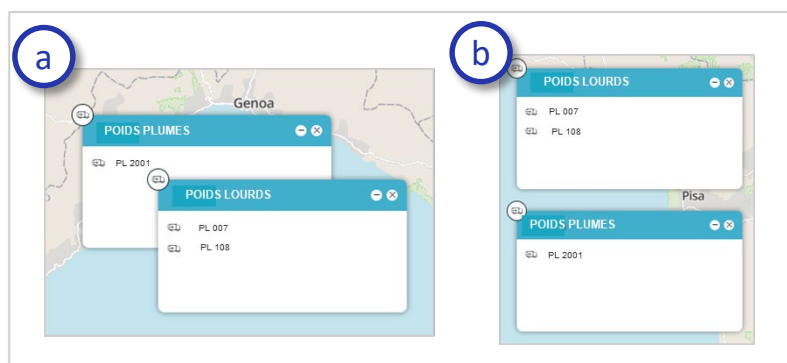 a
Genoa
POIDS PLUMES
PL 2001
POIDS LOURDS
PL 007
PL 108
b
POIDS LOURDS
PL 007
PL 108
Pisa
POIDS PLUMES
PL 2001